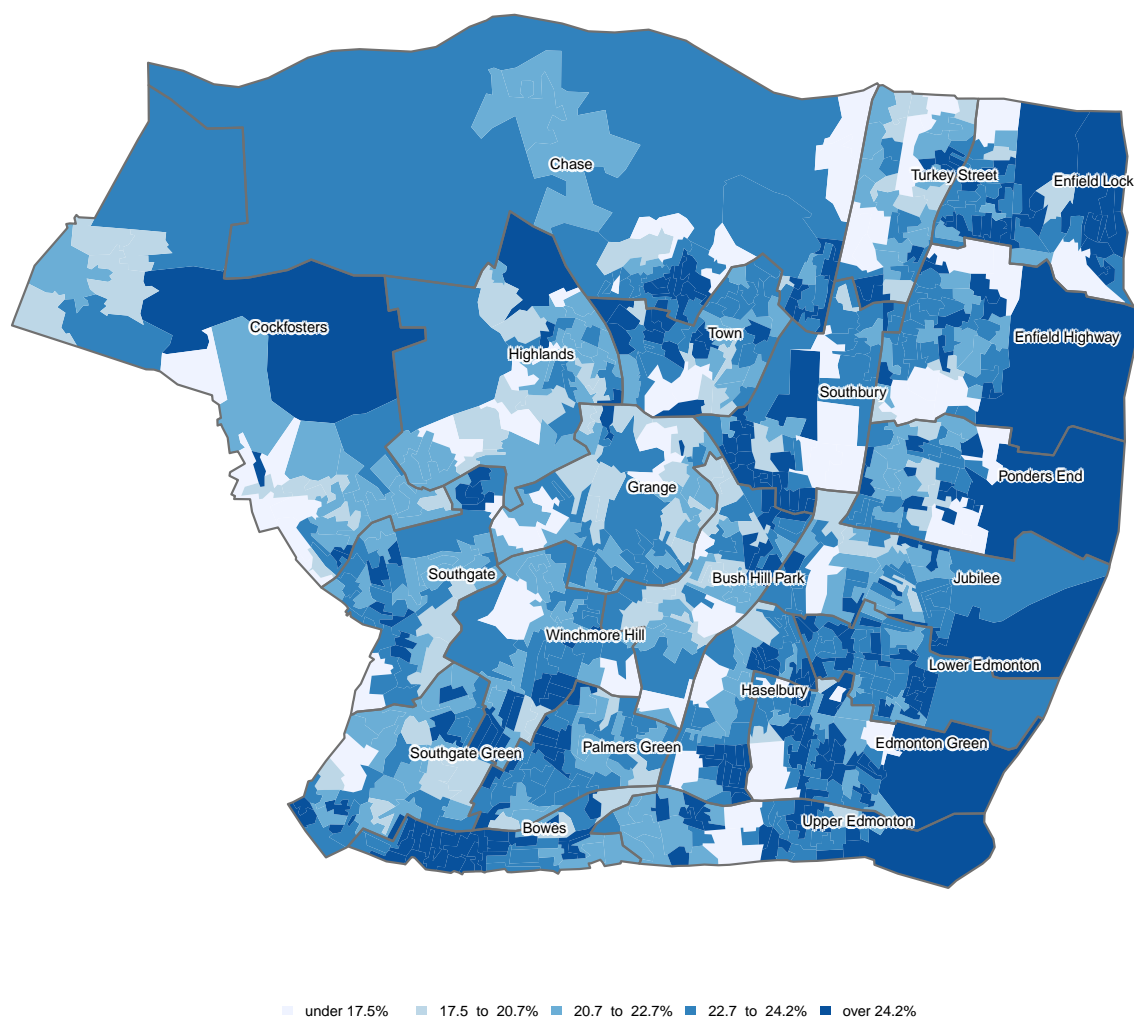 Chase
Turkey Street
Enfield Lock
Cockfosters
Town
Enfield Highway
Highlands
Southbury
Grange
Ponders End
Southgate
Bush Hill Park
Jubilee
Winchmore Hill
Lower Edmonton
Haselbury
Southgate Green
Palmers Green
Edmonton Green
Bowes
Upper Edmonton
under 17.5% 17.5 to 20.7% 20.7 to 22.7% 22.7 to 24.2% over 24.2%